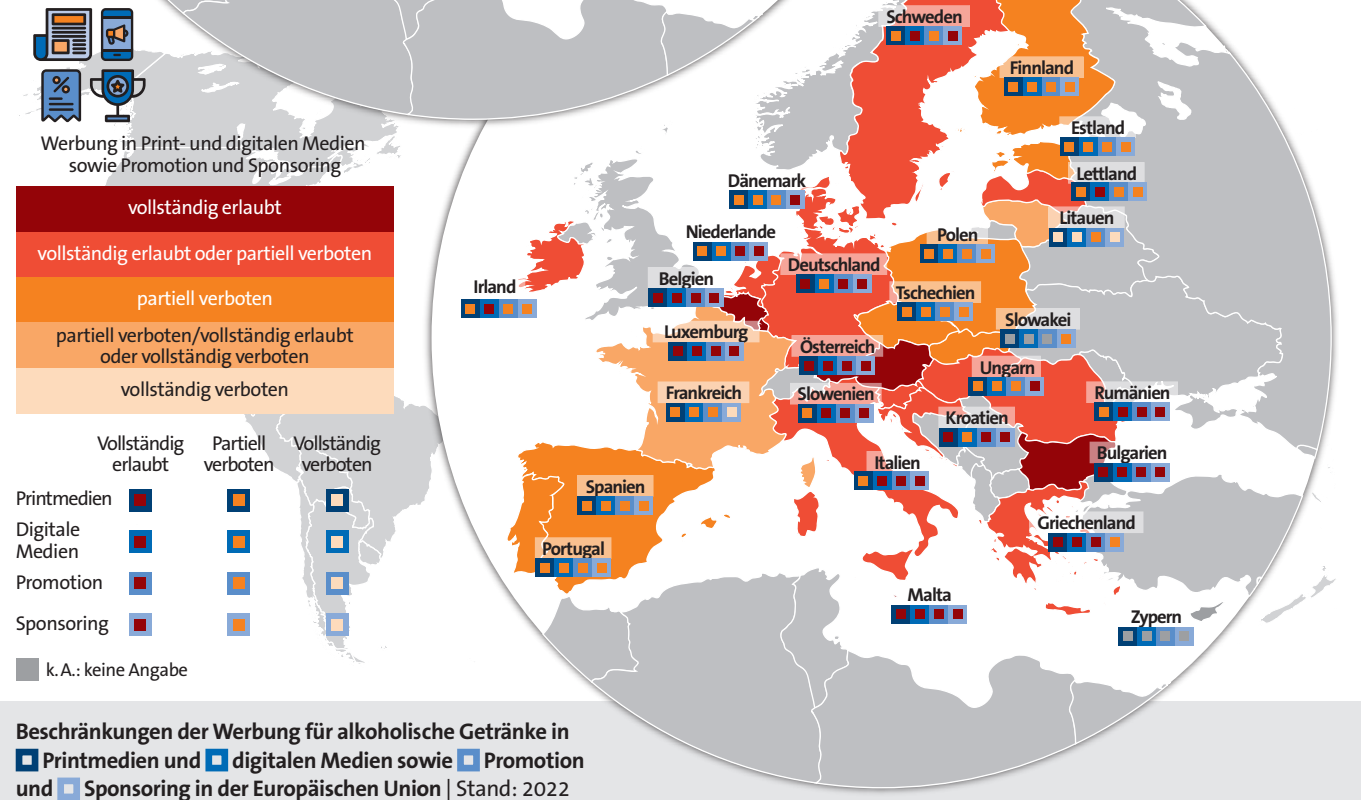 Werbung in Print- und digitalen Medien
sowie Promotion und Sponsoring
vollständig erlaubt
vollständig erlaubt oder partiell verboten
partiell verboten
partiell verboten/vollständig erlaubt
oder vollständig verboten
vollständig verboten
Vollständig
erlaubt
Partiell
verboten
Vollständig
verboten
Printmedien
Digitale
Medien
Promotion
Sponsoring
k. A.: keine Angabe
Schweden
Finnland
Estland
Lettland
Litauen
Dänemark
Niederlande
Polen
Deutschland
Belgien
Irland
Tschechien
Slowakei
Luxemburg
Österreich
Ungarn
Frankreich
Slowenien
Rumänien
Kroatien
Bulgarien
Italien
Spanien
Griechenland
Portugal
Malta
Zypern
Beschränkungen der Werbung für alkoholische Getränke in
Printmedien und digitalen Medien sowie Promotion
und Sponsoring in der Europäischen Union | Stand: 2022
%